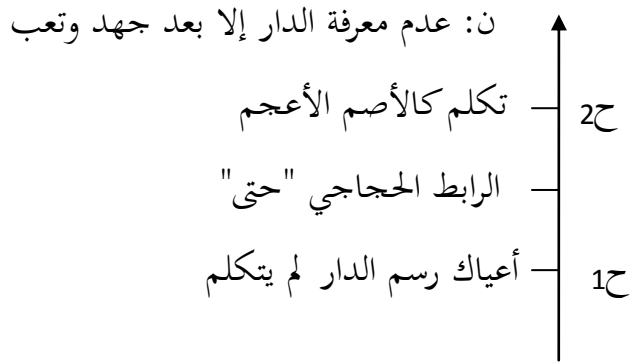 ن: عدم معرفة الدار إلا بعد جهد وتعب
ح2 تكلم كالأصم الأعجم
الرابط الحجاجي "حتى"
ح1 أعياك رسم الدار لم يتكلم